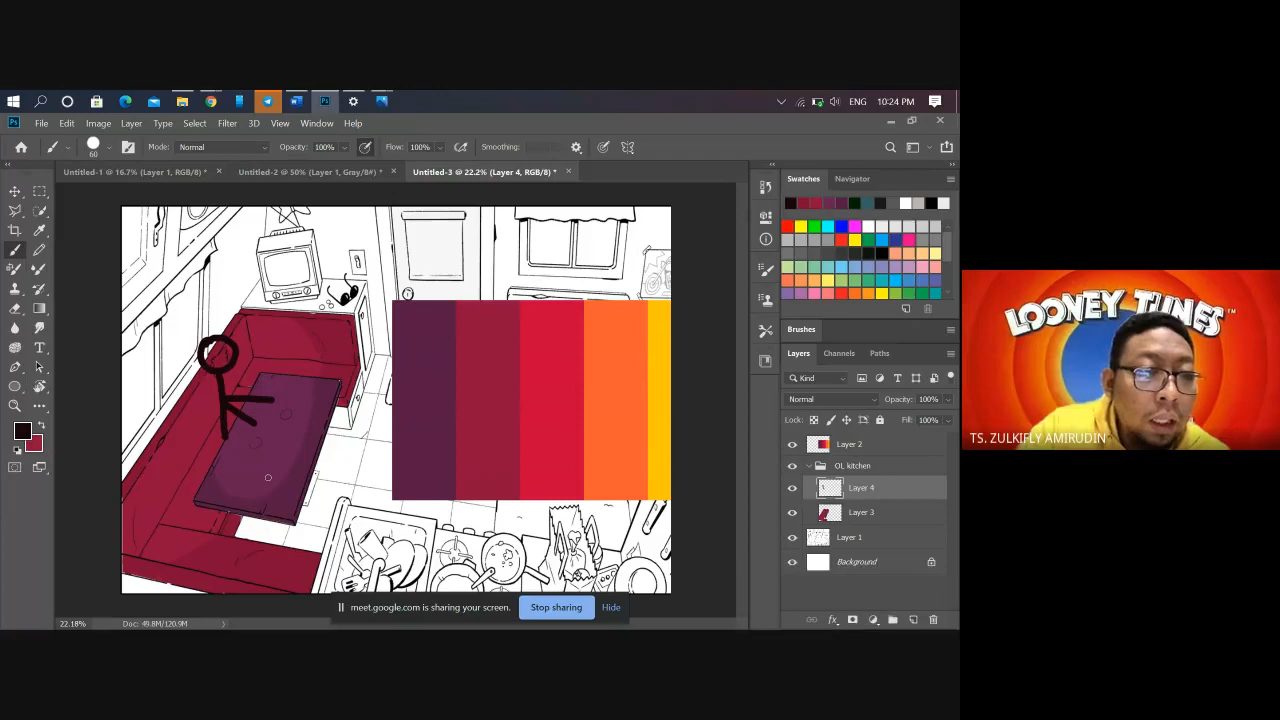 ENG 10:24 PM
Ps File Edit Image Layer Type Select Filter 3D View Window Help
60 Mode: Normal Opacity: 100% Flow: 100% Smoothing:
Untitled-1 @ 16.7% (Layer 1, RGB/8) * Untitled-2 @ 50% (Layer 1, Gray/8#) * Untitled-3 @ 22.2% (Layer 4, RGB/8) *
Swatches Navigator
Brushes
Layers Channels Paths
Kind
Normal Opacity: 100%
Lock: Fill: 100%
Layer 2
OL kitchen
Layer 4
Layer 3
Layer 1
Background
meet.google.com is sharing your screen. Stop sharing Hide
22.18% Doc: 49.8M/120.9M
LOONEY TUNES™
TS. ZULKIFLY AMIRUDIN